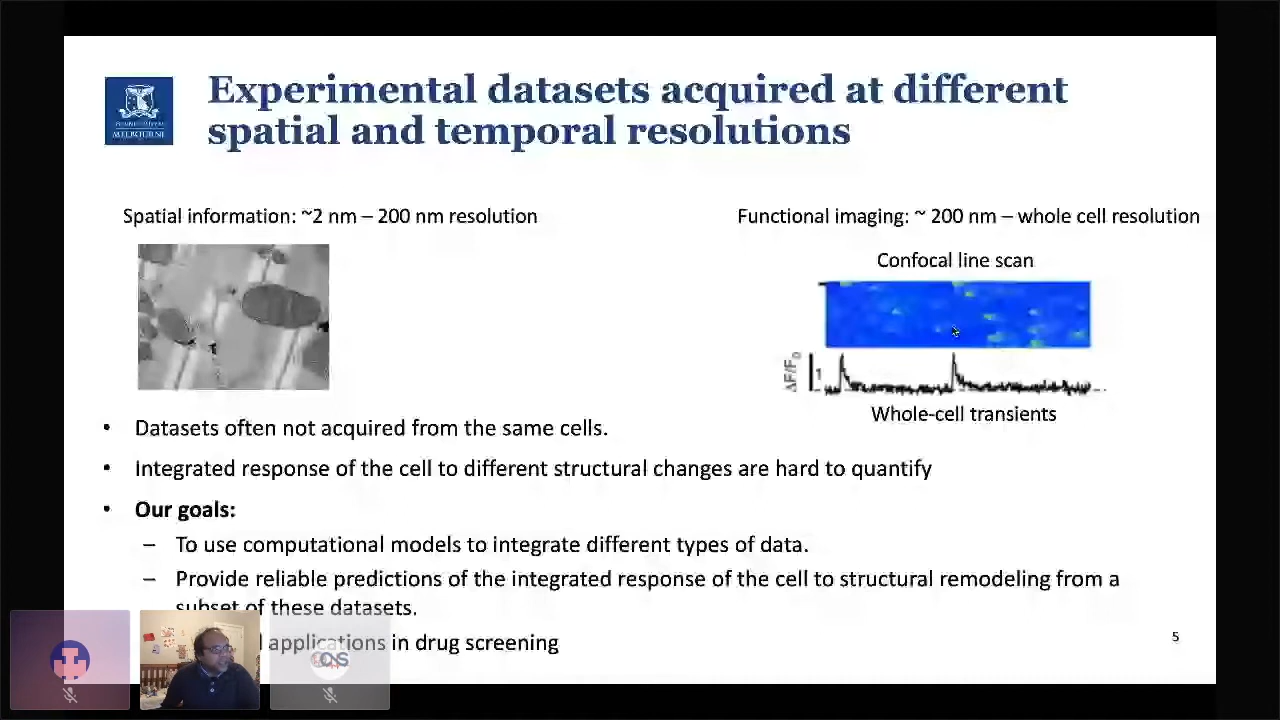 Experimental datasets acquired at different
spatial and temporal resolutions
MELBOURNE
Spatial information: ~2 nm – 200 nm resolution
Functional imaging: ~ 200 nm – whole cell resolution
Confocal line scan
ΔF/F0
1
Whole-cell transients
• Datasets often not acquired from the same cells.
• Integrated response of the cell to different structural changes are hard to quantify
• Our goals:
– To use computational models to integrate different types of data.
– Provide reliable predictions of the integrated response of the cell to structural remodeling from a
subset of these datasets.
applications in drug screening
5